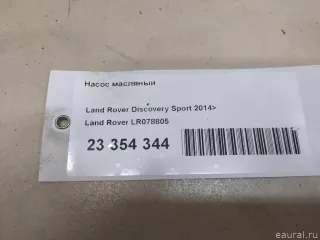 Насос масляный
Land Rover Discovery Sport 2014>
Land Rover LR078805
23 354 344
eaural.ru